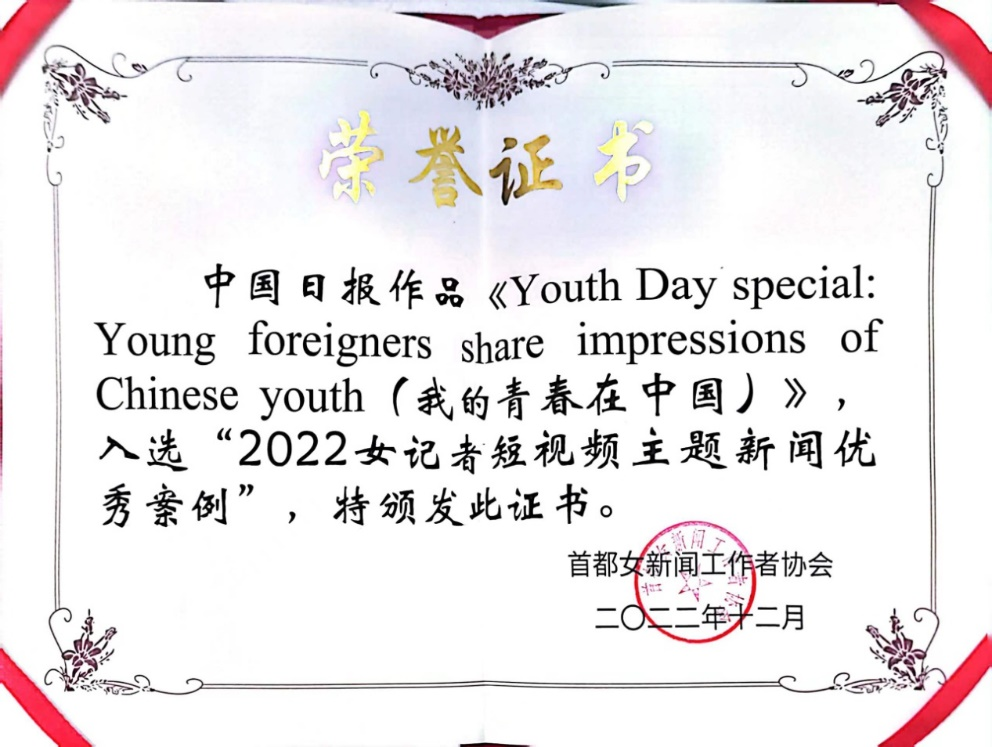 荣誉证书
中国日报作品《Youth Day special:
Young foreigners share impressions of
Chinese youth（我的青春在中国）》，
入选“2022女记者短视频主题新闻优
秀案例”，特颁发此证书。
首都女新闻工作者协会
二〇二二年十二月